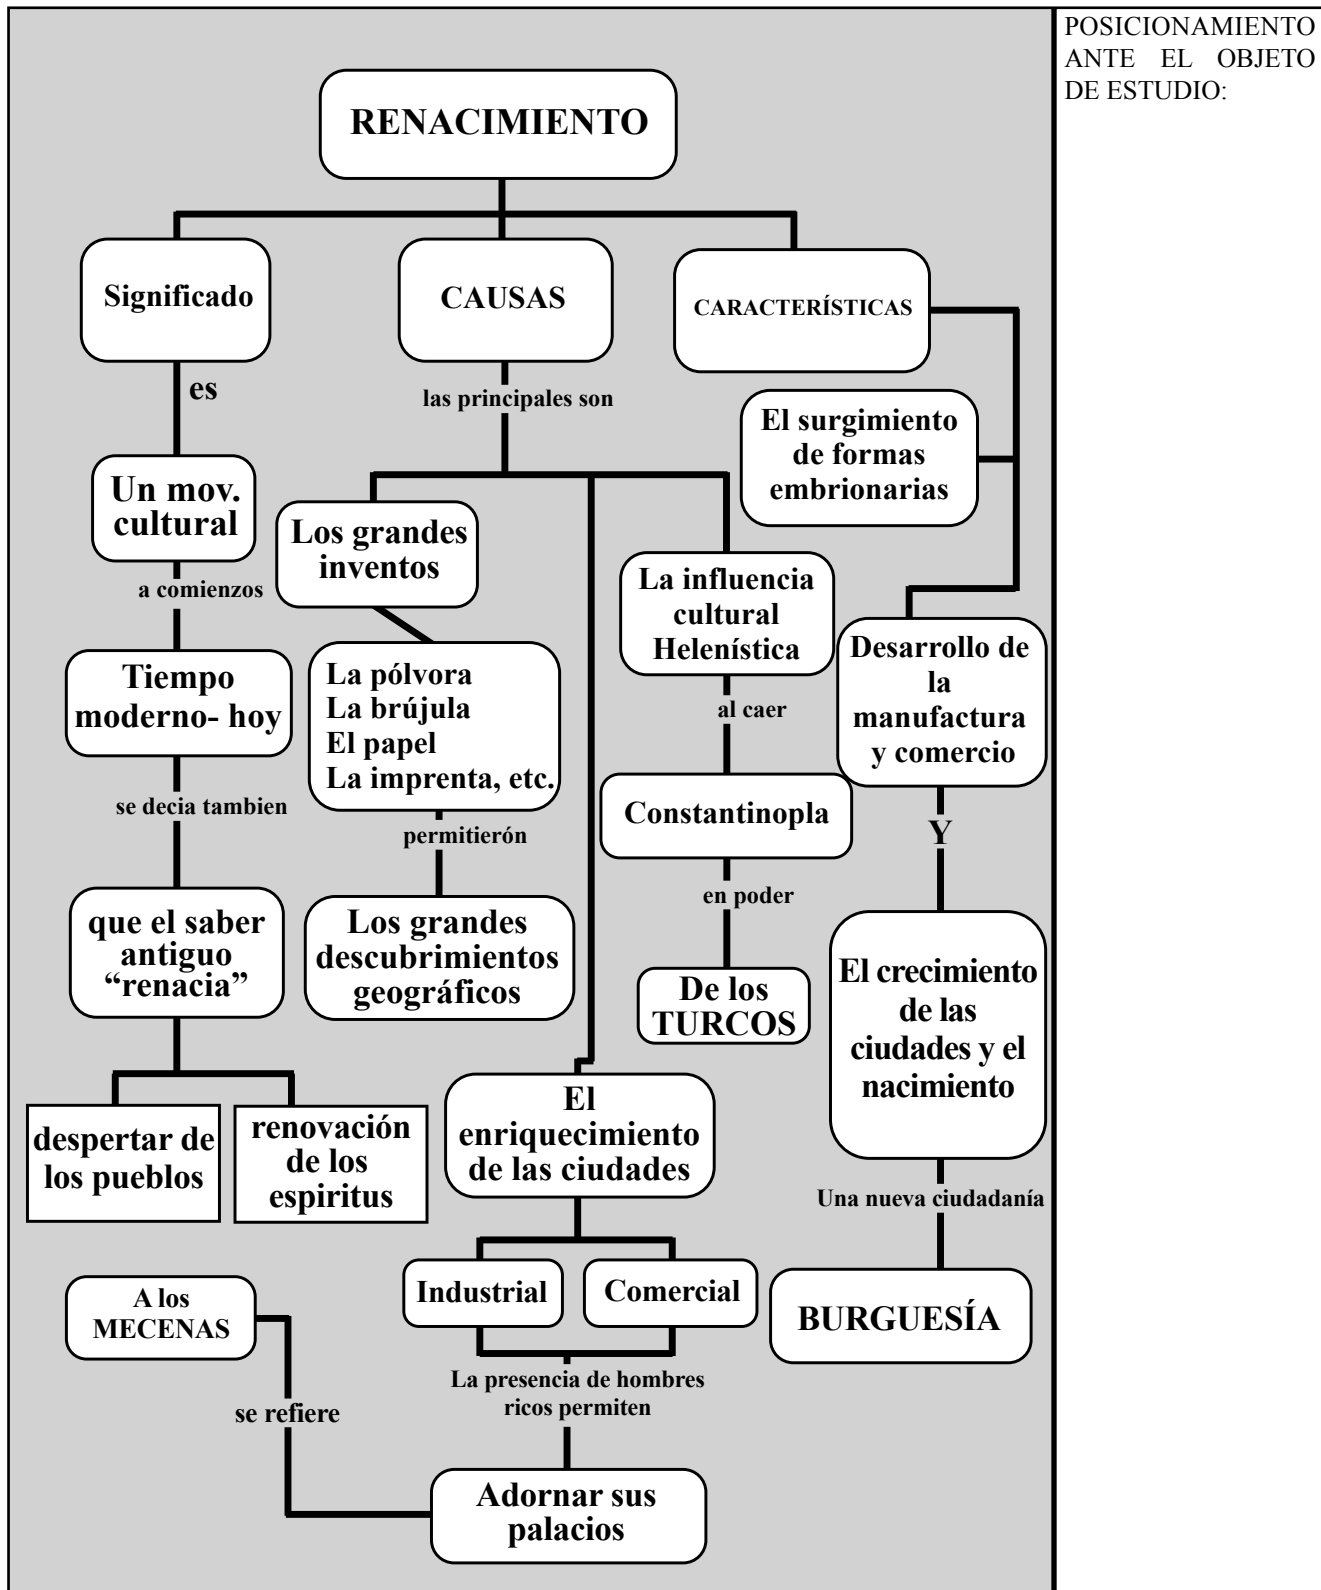 POSICIONAMIENTO
ANTE EL OBJETO
DE ESTUDIO:
RENACIMIENTO
Significado
CAUSAS
CARACTERÍSTICAS
es
las principales son
Un mov.
cultural
a comienzos
Tiempo
moderno- hoy
se decia tambien
que el saber
antiguo
“renacia”
despertar de
los pueblos
renovación
de los
espiritus
Los grandes
inventos
La pólvora
La brújula
El papel
La imprenta, etc.
permitierón
Los grandes
descubrimientos
geográficos
La influencia
cultural
Helenística
al caer
Constantinopla
en poder
De los
TURCOS
El
enriquecimiento
de las ciudades
Industrial
Comercial
La presencia de hombres
ricos permiten
Adornar sus
palacios
se refiere
A los
MECENAS
El surgimiento
de formas
embrionarias
Desarrollo de
la
manufactura
y comercio
Y
El crecimiento
de las
ciudades y el
nacimiento
Una nueva ciudadanía
BURGUESÍA